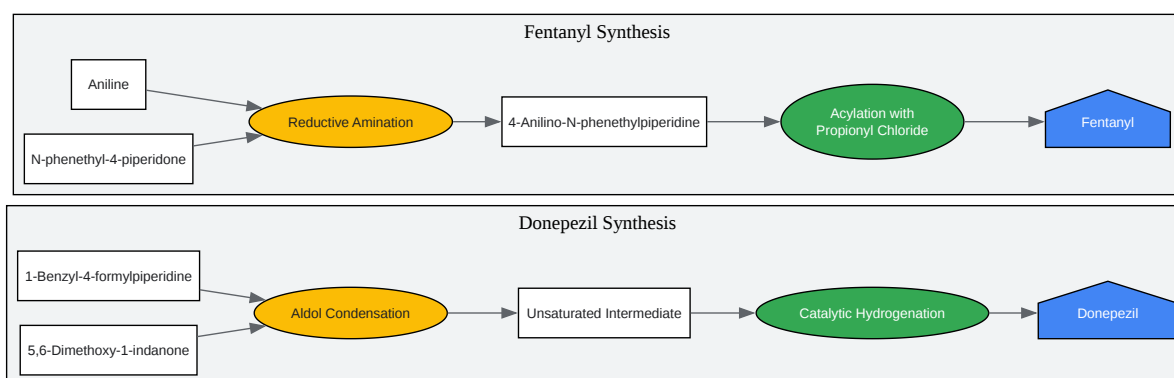 Fentanyl Synthesis
Aniline
N-phenethyl-4-piperidone
Reductive Amination
4-Anilino-N-phenethylpiperidine
Acylation with
Propionyl Chloride
Fentanyl
Donepezil Synthesis
1-Benzyl-4-formylpiperidine
5,6-Dimethoxy-1-indanone
Aldol Condensation
Unsaturated Intermediate
Catalytic Hydrogenation
Donepezil